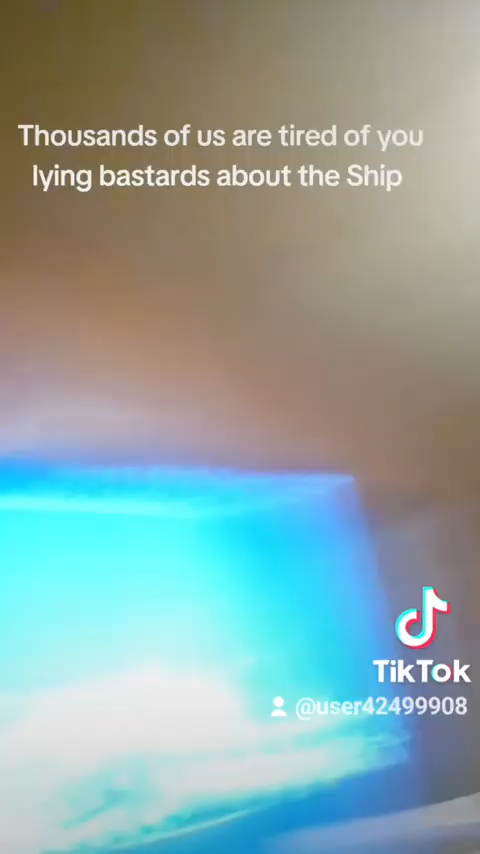 Thousands of us are tired of you
lying bastards about the Ship
TikTok
@user42499908